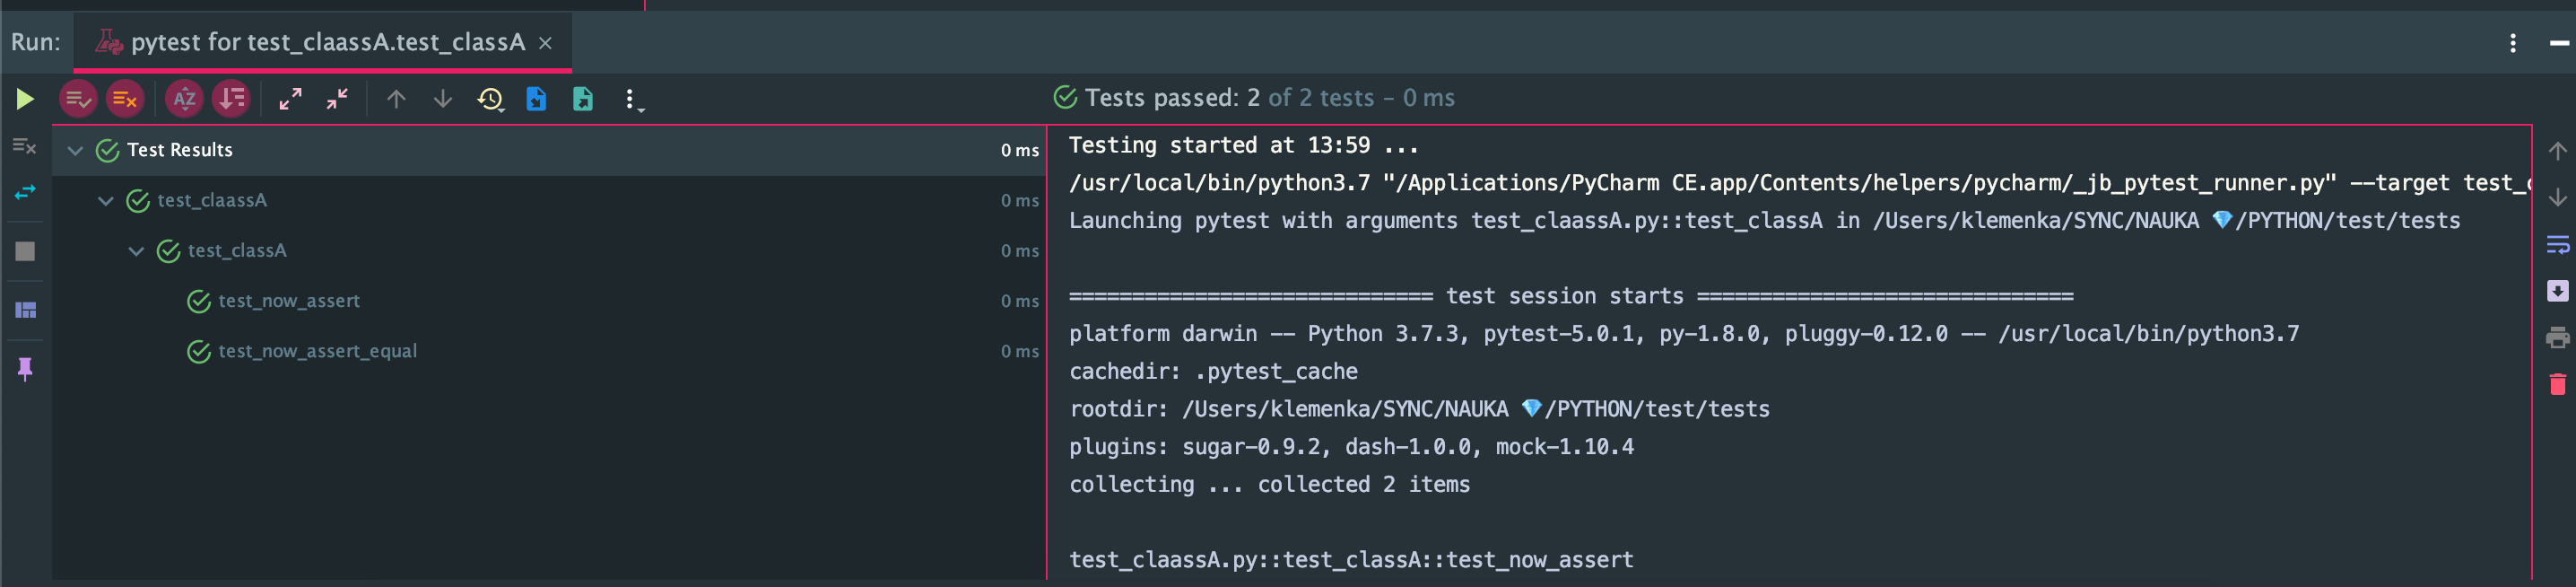 Run: pytest for test_claassA.test_classA
Tests passed: 2 of 2 tests – 0 ms
Test Results 0 ms
test_claassA 0 ms
test_classA 0 ms
test_now_assert 0 ms
test_now_assert_equal 0 ms
Testing started at 13:59 ...
/usr/local/bin/python3.7 "/Applications/PyCharm CE.app/Contents/helpers/pycharm/_jb_pytest_runner.py" --target test_c
Launching pytest with arguments test_claassA.py::test_classA in /Users/klemenka/SYNC/NAUKA 💎/PYTHON/test/tests
============================= test session starts ==============================
platform darwin -- Python 3.7.3, pytest-5.0.1, py-1.8.0, pluggy-0.12.0 -- /usr/local/bin/python3.7
cachedir: .pytest_cache
rootdir: /Users/klemenka/SYNC/NAUKA 💎/PYTHON/test/tests
plugins: sugar-0.9.2, dash-1.0.0, mock-1.10.4
collecting ... collected 2 items
test_claassA.py::test_classA::test_now_assert